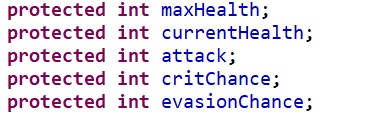 protected int maxHealth;
protected int currentHealth;
protected int attack;
protected int critChance;
protected int evasionChance;